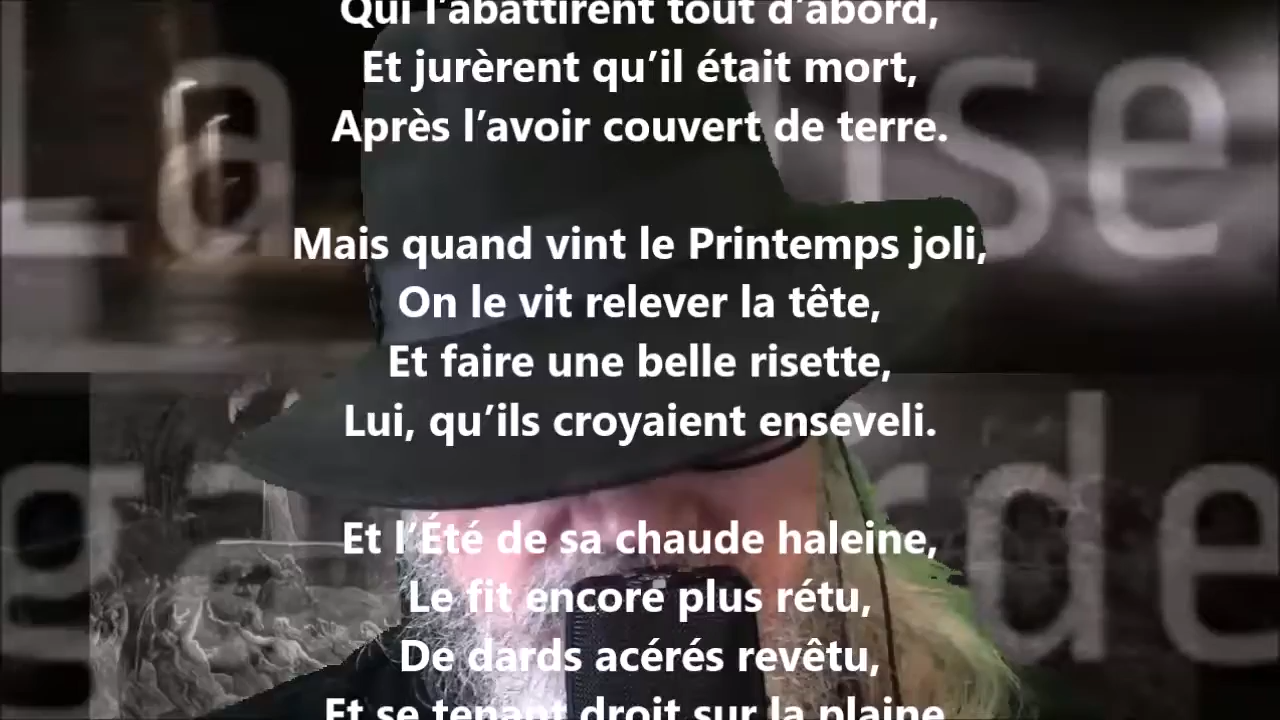 Qui l’abattirent tout d’abord,
Et jurèrent qu’il était mort,
Après l’avoir couvert de terre.
Mais quand vint le Printemps joli,
On le vit relever la tête,
Et faire une belle risette,
Lui, qu’ils croyaient enseveli.
Et l’Été de sa chaude haleine,
Le fit encore plus rétu,
De dards acérés revêtu,
Et se tenant droit sur la plaine
La